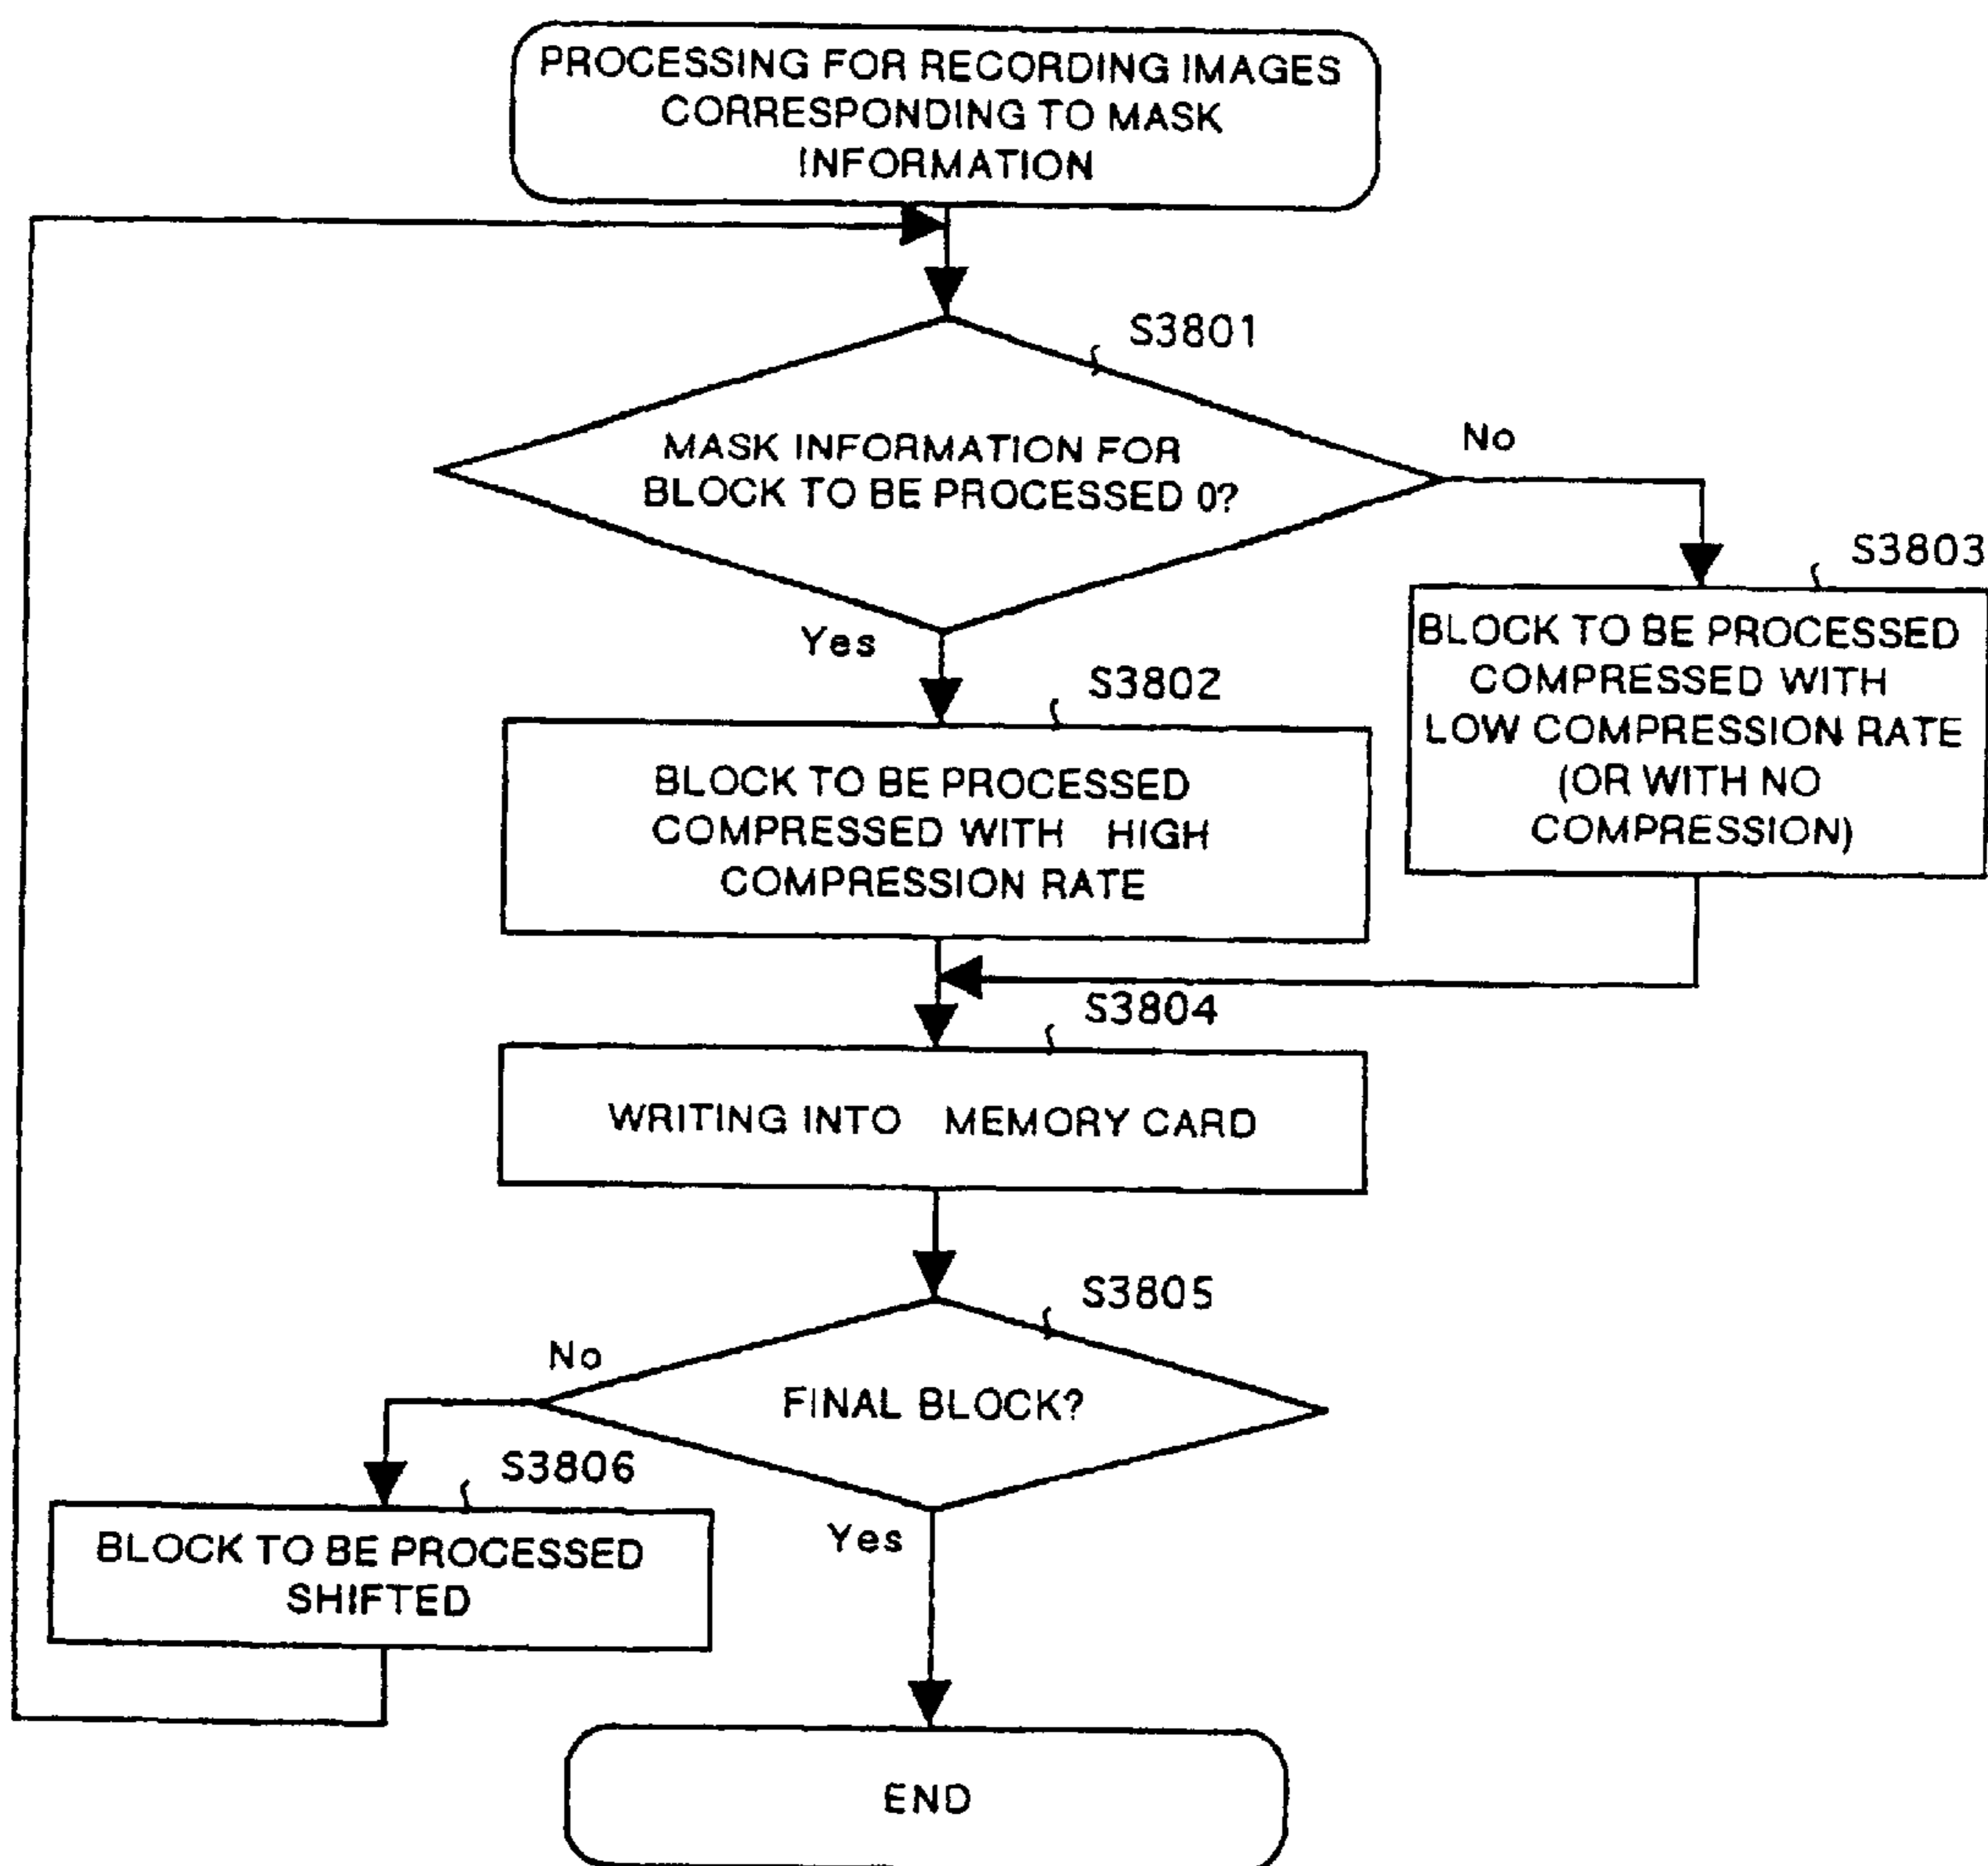 PROCESSING FOR RECORDING IMAGES
CORRESPONDING TO MASK
INFORMATION
S3801
MASK INFORMATION FOR
BLOCK TO BE PROCESSED 0?
No
Yes
S3803
BLOCK TO BE PROCESSED
COMPRESSED WITH
LOW COMPRESSION RATE
(OR WITH NO
COMPRESSION)
S3802
BLOCK TO BE PROCESSED
COMPRESSED WITH HIGH
COMPRESSION RATE
S3804
WRITING INTO MEMORY CARD
S3805
FINAL BLOCK?
No
Yes
S3806
BLOCK TO BE PROCESSED
SHIFTED
END